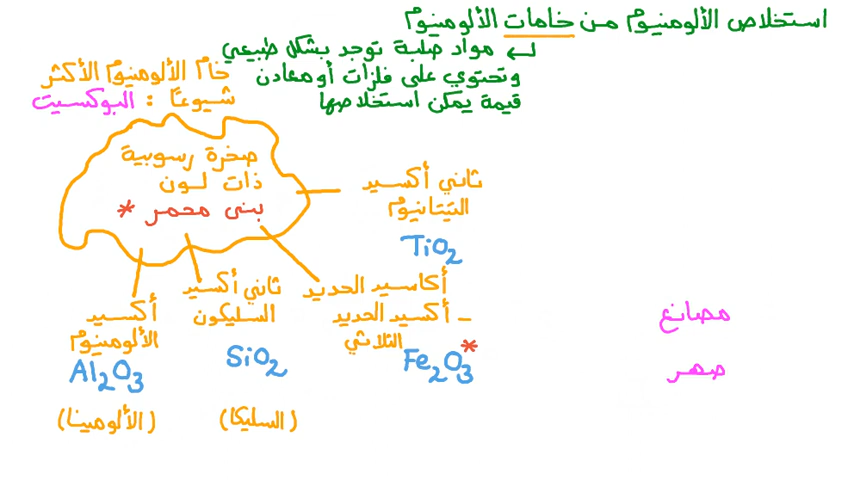 استخلاص الألومنيوم من خامات الألومنيوم
مواد صلبة توجد بشكل طبيعي
وتحتوي على فلزات أو معادن
قيمة يمكن استخلاصها
خام الألومنيوم الأكثر
شيوعًا : البوكسيت
صخرة رسوبية
ذات لون
بنى محمر *
ثاني أكسيد
التيتانيوم
TiO2
أكاسيد الحديد
– أكسيد الحديد
الثلاثي
Fe2O3*
ثاني أكسيد
السليكون
SiO2
(السليكا)
أكسيد
الألومنيوم
Al2O3
(الألومينا)
مصانع
صهر